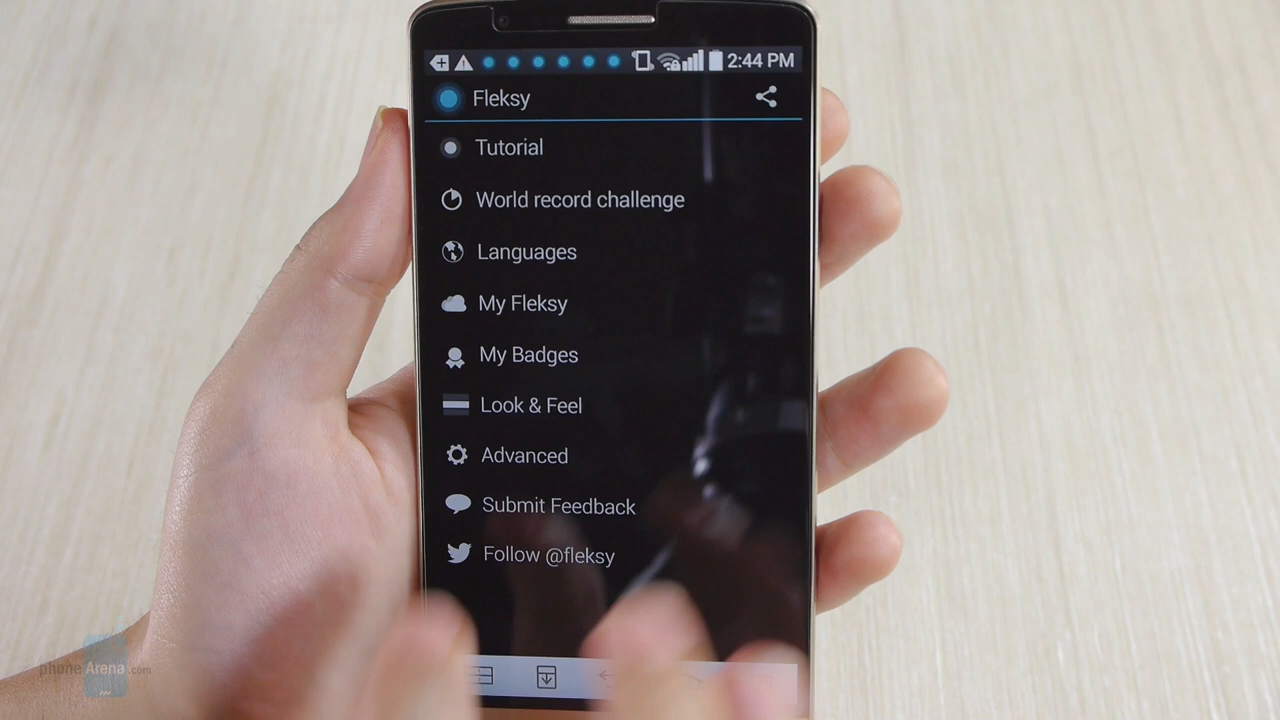 2:44 PM
Fleksy
Tutorial
World record challenge
Languages
My Fleksy
My Badges
Look & Feel
Advanced
Submit Feedback
Follow @fleksy
phoneArena.com